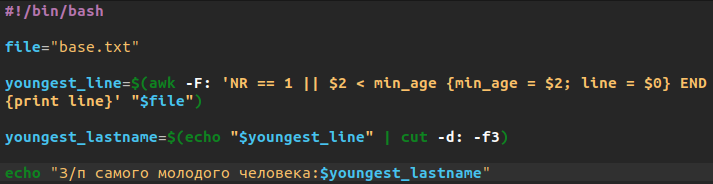 #!/bin/bash
file="base.txt"
youngest_line=$(awk -F: 'NR == 1 || $2 < min_age {min_age = $2; line = $0} END
{print line}' "$file")
youngest_lastname=$(echo "$youngest_line" | cut -d: -f3)
echo "З/п самого молодого человека:$youngest_lastname"